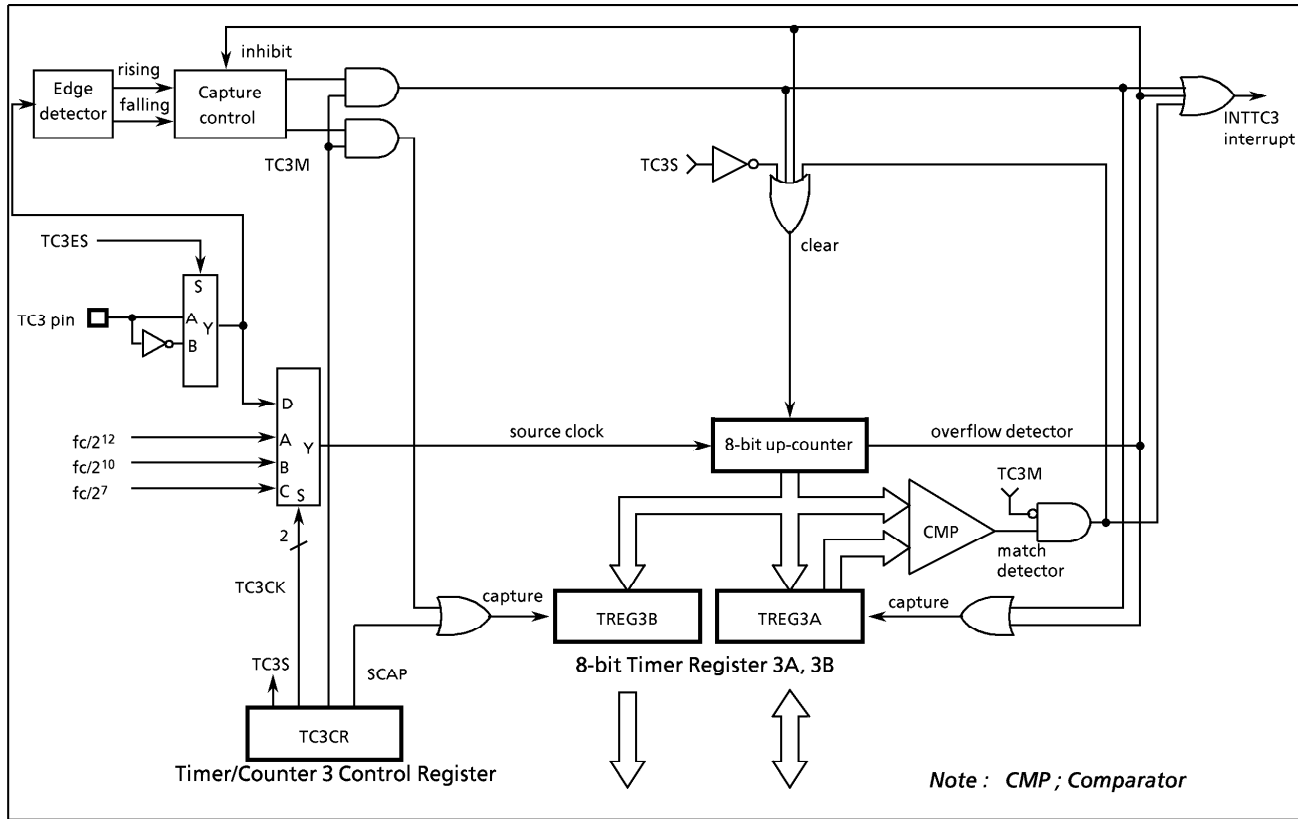 inhibit
rising
Edge
detector
falling
Capture
control
INTTC3
interrupt
TC3M
TC3S
clear
TC3ES
S
TC3 pin
A
Y
B
D
fc/2¹²
A
source clock
8-bit up-counter
overflow detector
Y
fc/2¹⁰
B
fc/2⁷
C
S
TC3M
2
CMP
match
detector
TC3CK
capture
TREG3B
TREG3A
capture
8-bit Timer Register 3A, 3B
TC3S
SCAP
TC3CR
Timer/Counter 3 Control Register
Note : CMP ; Comparator